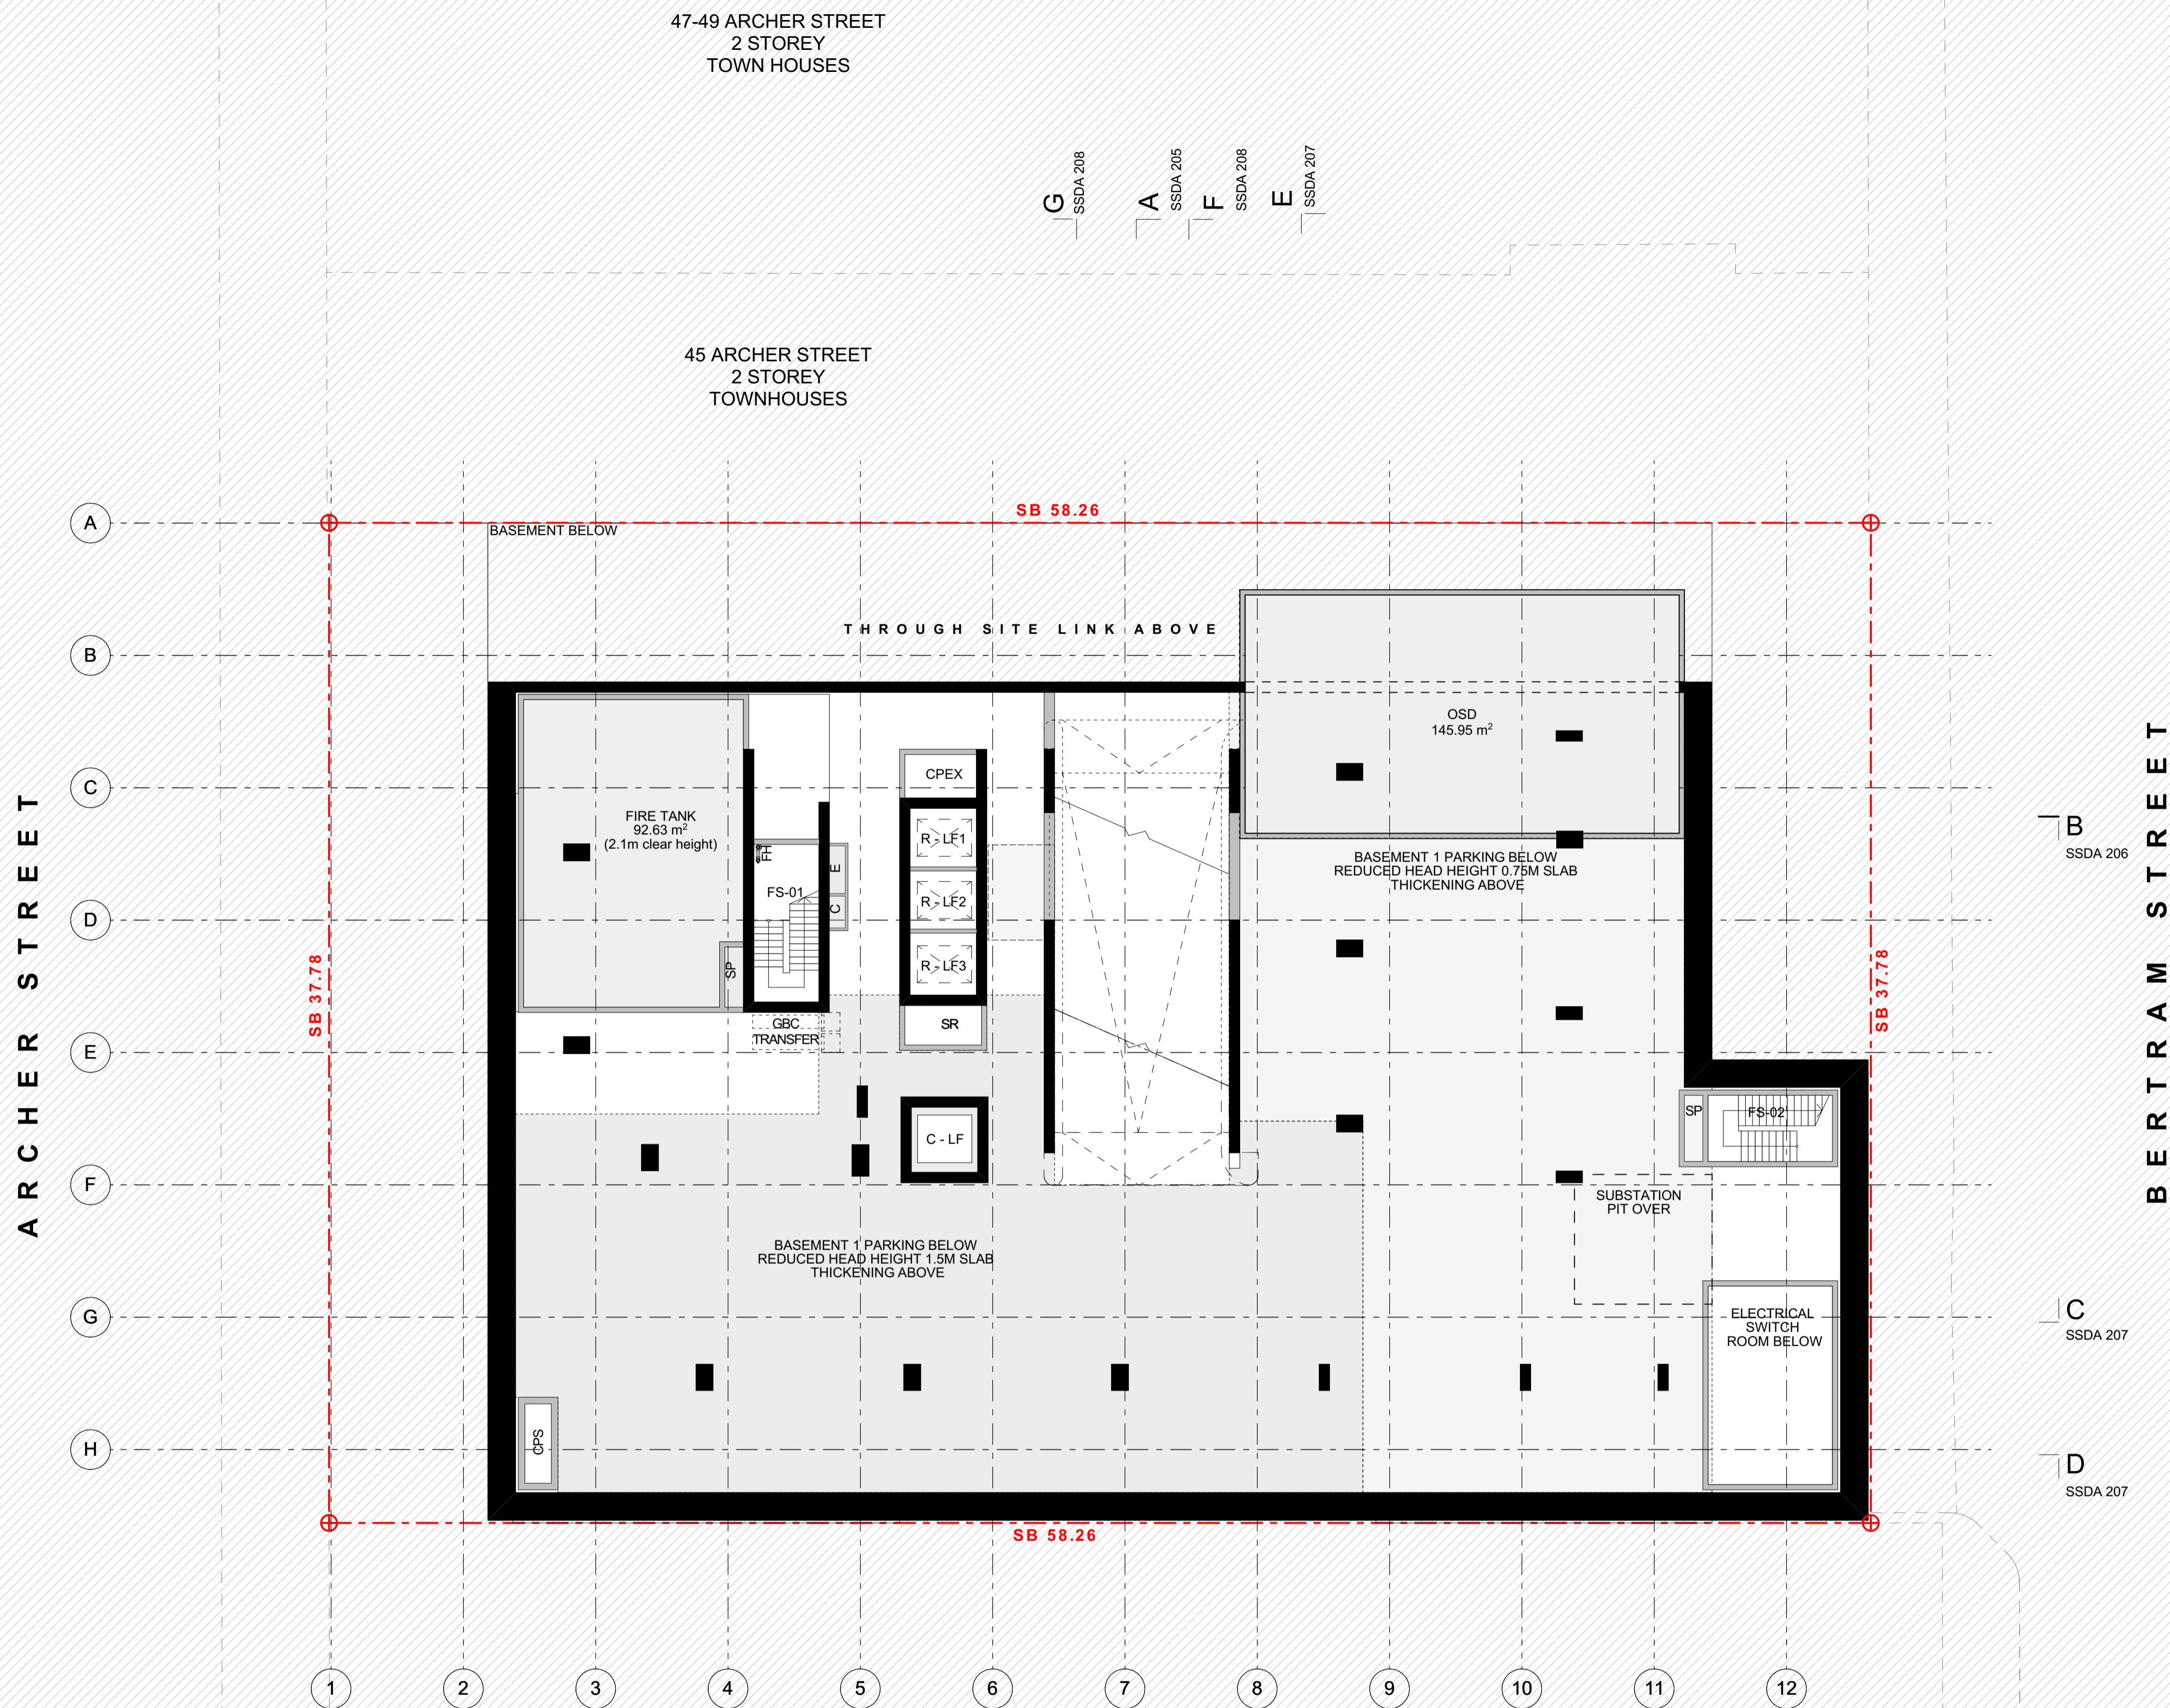 47-49 ARCHER STREET
2 STOREY
TOWN HOUSES
G
SSDA 208
A
SSDA 205
F
SSDA 208
E
SSDA 207
45 ARCHER STREET
2 STOREY
TOWNHOUSES
A
SB 58.26
BASEMENT BELOW
THROUGH SITE LINK ABOVE
B
OSD
145.95 m²
CPEX
C
FIRE TANK
92.63 m²
(2.1m clear height)
FH
R - LF1
E
BASEMENT 1 PARKING BELOW
REDUCED HEAD HEIGHT 0.75M SLAB
THICKENING ABOVE
B
SSDA 206
FS-01
R - LF2
C
D
SP
R - LF3
ARCHER STREET
SB 37.78
SB 37.78
BERTRAM STREET
GBC
TRANSFER
SR
E
SP
FS-02
C - LF
F
SUBSTATION
PIT OVER
BASEMENT 1 PARKING BELOW
REDUCED HEAD HEIGHT 1.5M SLAB
THICKENING ABOVE
G
ELECTRICAL
SWITCH
ROOM BELOW
C
SSDA 207
CPS
H
D
SSDA 207
SB 58.26
1
2
3
4
5
6
7
8
9
10
11
12